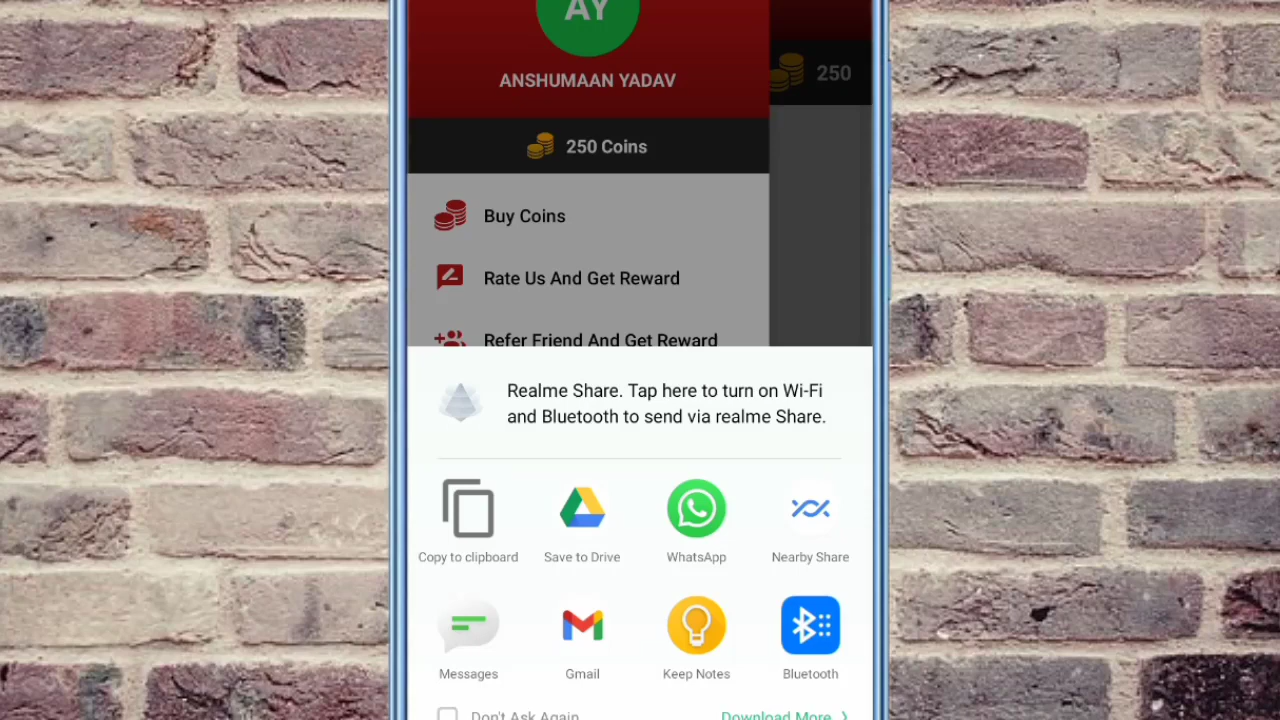 AY
ANSHUMAAN YADAV
250
250 Coins
Buy Coins
Rate Us And Get Reward
Refer Friend And Get Reward
Realme Share. Tap here to turn on Wi-Fi
and Bluetooth to send via realme Share.
Copy to clipboard
Save to Drive
WhatsApp
Nearby Share
Messages
Gmail
Keep Notes
Bluetooth
Don't Ask Again
Download More